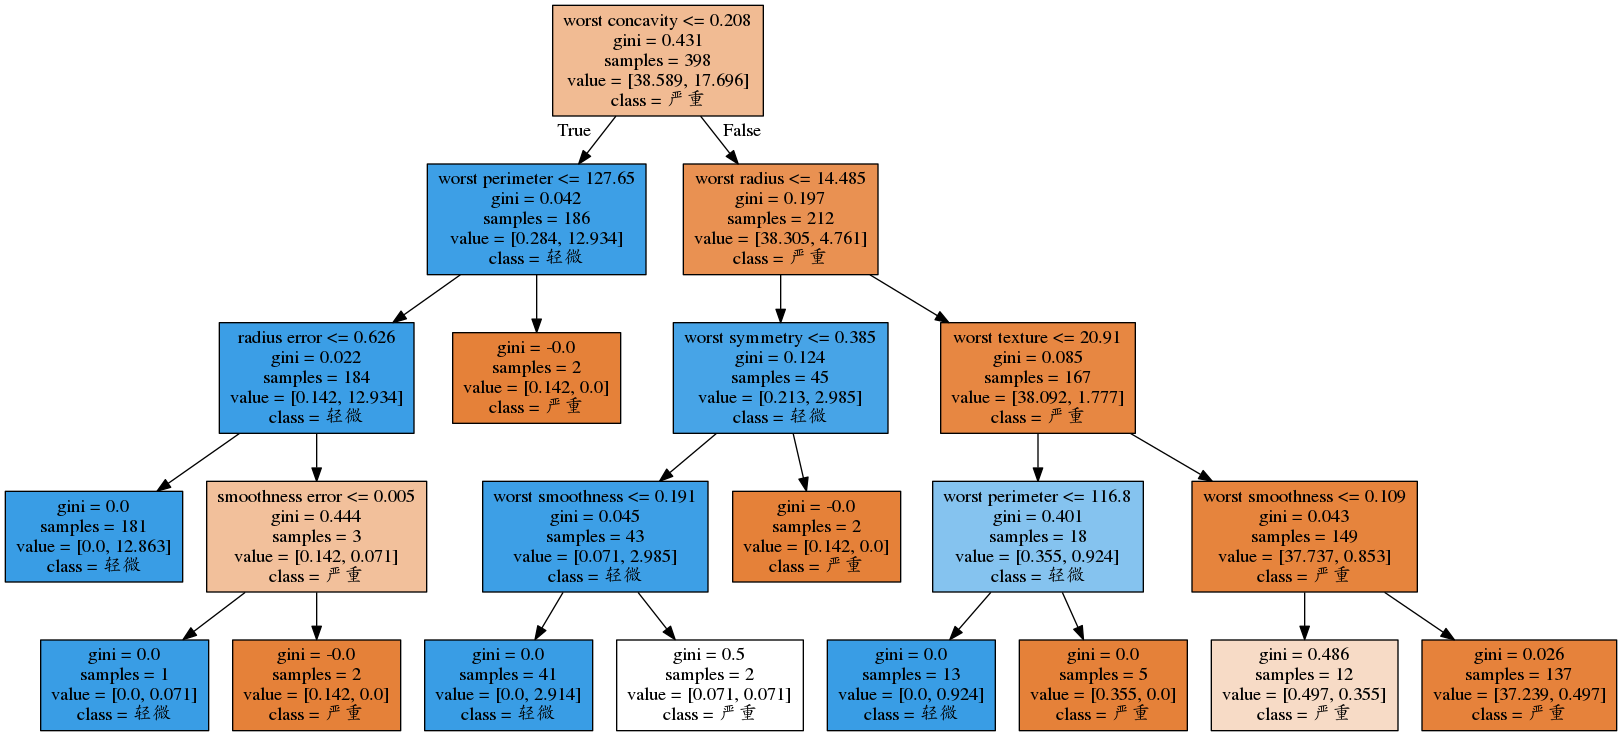 worst concavity <= 0.208
gini = 0.431
samples = 398
value = [38.589, 17.696]
class = 严重
True
False
worst perimeter <= 127.65
gini = 0.042
samples = 186
value = [0.284, 12.934]
class = 轻微
worst radius <= 14.485
gini = 0.197
samples = 212
value = [38.305, 4.761]
class = 严重
radius error <= 0.626
gini = 0.022
samples = 184
value = [0.142, 12.934]
class = 轻微
gini = -0.0
samples = 2
value = [0.142, 0.0]
class = 严重
worst symmetry <= 0.385
gini = 0.124
samples = 45
value = [0.213, 2.985]
class = 轻微
worst texture <= 20.91
gini = 0.085
samples = 167
value = [38.092, 1.777]
class = 严重
gini = 0.0
samples = 181
value = [0.0, 12.863]
class = 轻微
smoothness error <= 0.005
gini = 0.444
samples = 3
value = [0.142, 0.071]
class = 严重
worst smoothness <= 0.191
gini = 0.045
samples = 43
value = [0.071, 2.985]
class = 轻微
gini = -0.0
samples = 2
value = [0.142, 0.0]
class = 严重
worst perimeter <= 116.8
gini = 0.401
samples = 18
value = [0.355, 0.924]
class = 轻微
worst smoothness <= 0.109
gini = 0.043
samples = 149
value = [37.737, 0.853]
class = 严重
gini = 0.0
samples = 1
value = [0.0, 0.071]
class = 轻微
gini = -0.0
samples = 2
value = [0.142, 0.0]
class = 严重
gini = 0.0
samples = 41
value = [0.0, 2.914]
class = 轻微
gini = 0.5
samples = 2
value = [0.071, 0.071]
class = 严重
gini = 0.0
samples = 13
value = [0.0, 0.924]
class = 轻微
gini = 0.0
samples = 5
value = [0.355, 0.0]
class = 严重
gini = 0.486
samples = 12
value = [0.497, 0.355]
class = 严重
gini = 0.026
samples = 137
value = [37.239, 0.497]
class = 严重